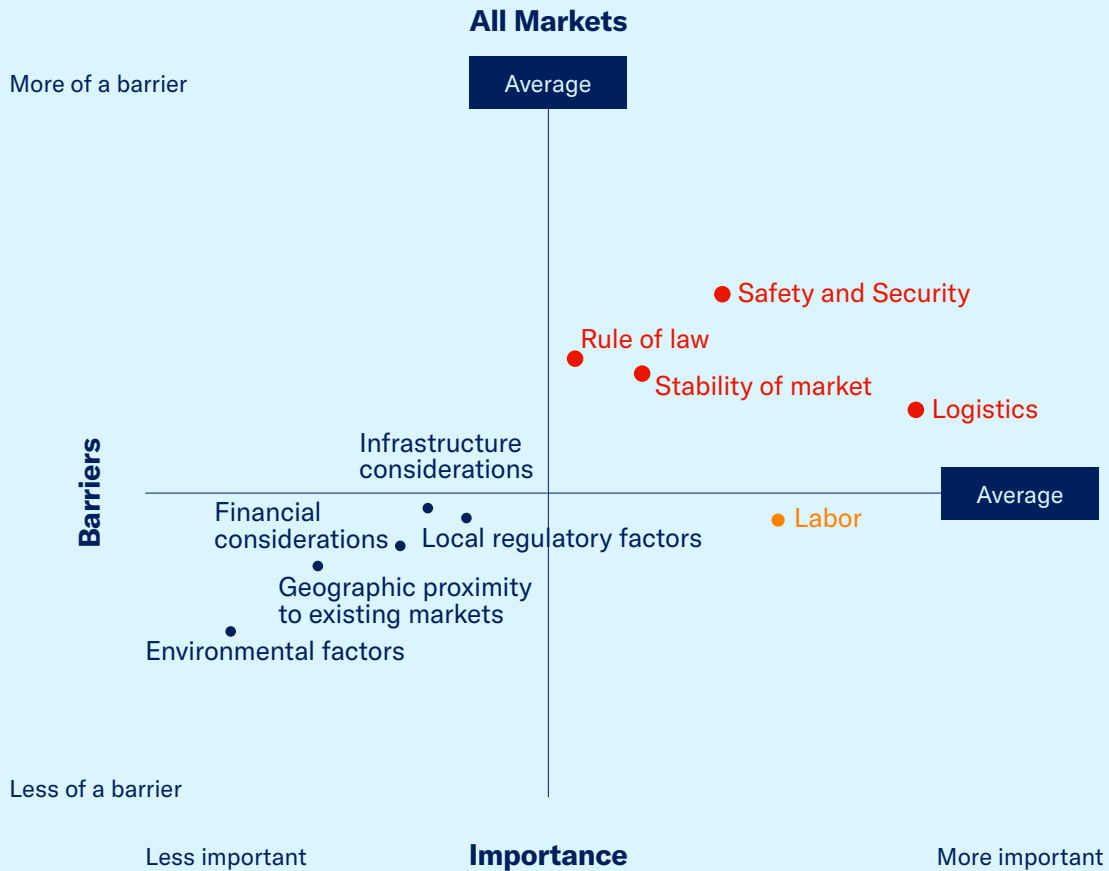 All Markets
More of a barrier
Average
Safety and Security
Rule of law
Stability of market
Logistics
Infrastructure
considerations
Barriers
Average
Financial
considerations
Labor
Local regulatory factors
Geographic proximity
to existing markets
Environmental factors
Less of a barrier
Less important
Importance
More important